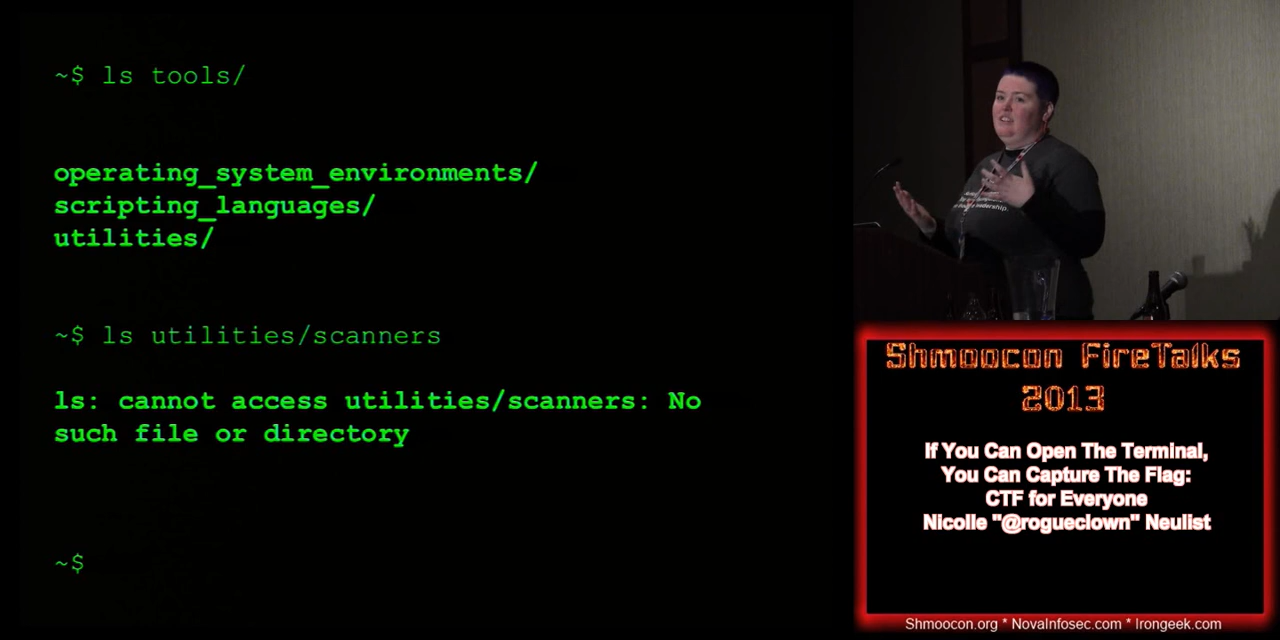 ~$ ls tools/
operating_system_environments/
scripting_languages/
utilities/
~$ ls utilities/scanners
ls: cannot access utilities/scanners: No
such file or directory
~$
Shmoocon FireTalks
2013
If You Can Open The Terminal,
You Can Capture The Flag:
CTF for Everyone
Nicolle "@rogueclown" Neulist
Shmoocon.org * NovaInfosec.com * Irongeek.com